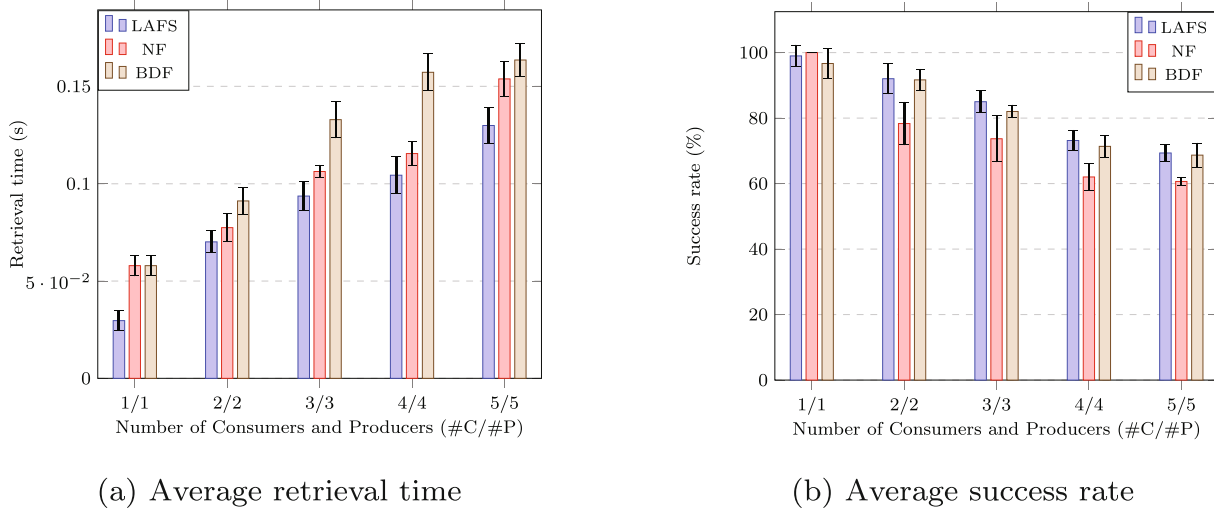 LAFS
NF
BDF
0.15
0.1
5 · 10⁻²
0
Retrieval time (s)
1/1 2/2 3/3 4/4 5/5
Number of Consumers and Producers (#C/#P)
(a) Average retrieval time
LAFS
NF
BDF
100
80
60
40
20
0
Success rate (%)
1/1 2/2 3/3 4/4 5/5
Number of Consumers and Producers (#C/#P)
(b) Average success rate